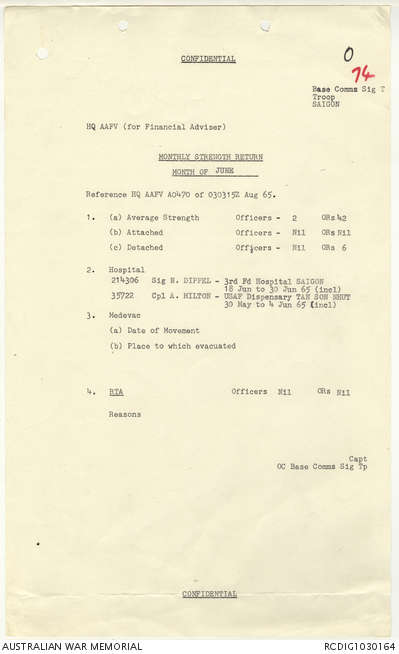 CONFIDENTIAL
0
74
Base Comms Sig T
Troop
SAIGON
HQ AAFV (for Financial Adviser)
MONTHLY STRENGTH RETURN
MONTH OF JUNE
Reference HQ AAFV A0470 of 030315Z Aug 65.
1. (a) Average Strength Officers - 2 ORs 42
(b) Attached Officers - Nil ORs Nil
(c) Detached Officers - Nil ORs 6
2. Hospital
214306 Sig N. DIPPEL - 3rd Fd Hospital SAIGON
18 Jun to 30 Jun 65 (incl)
35722 Cpl A. HILTON - USAF Dispensary TAN SON NHUT
30 May to 4 Jun 65 (incl)
3. Medevac
(a) Date of Movement
(b) Place to which evacuated
4. RTA Officers Nil ORs Nil
Reasons
Capt
OC Base Comms Sig Tp
CONFIDENTIAL
AUSTRALIAN WAR MEMORIAL RCDIG1030164